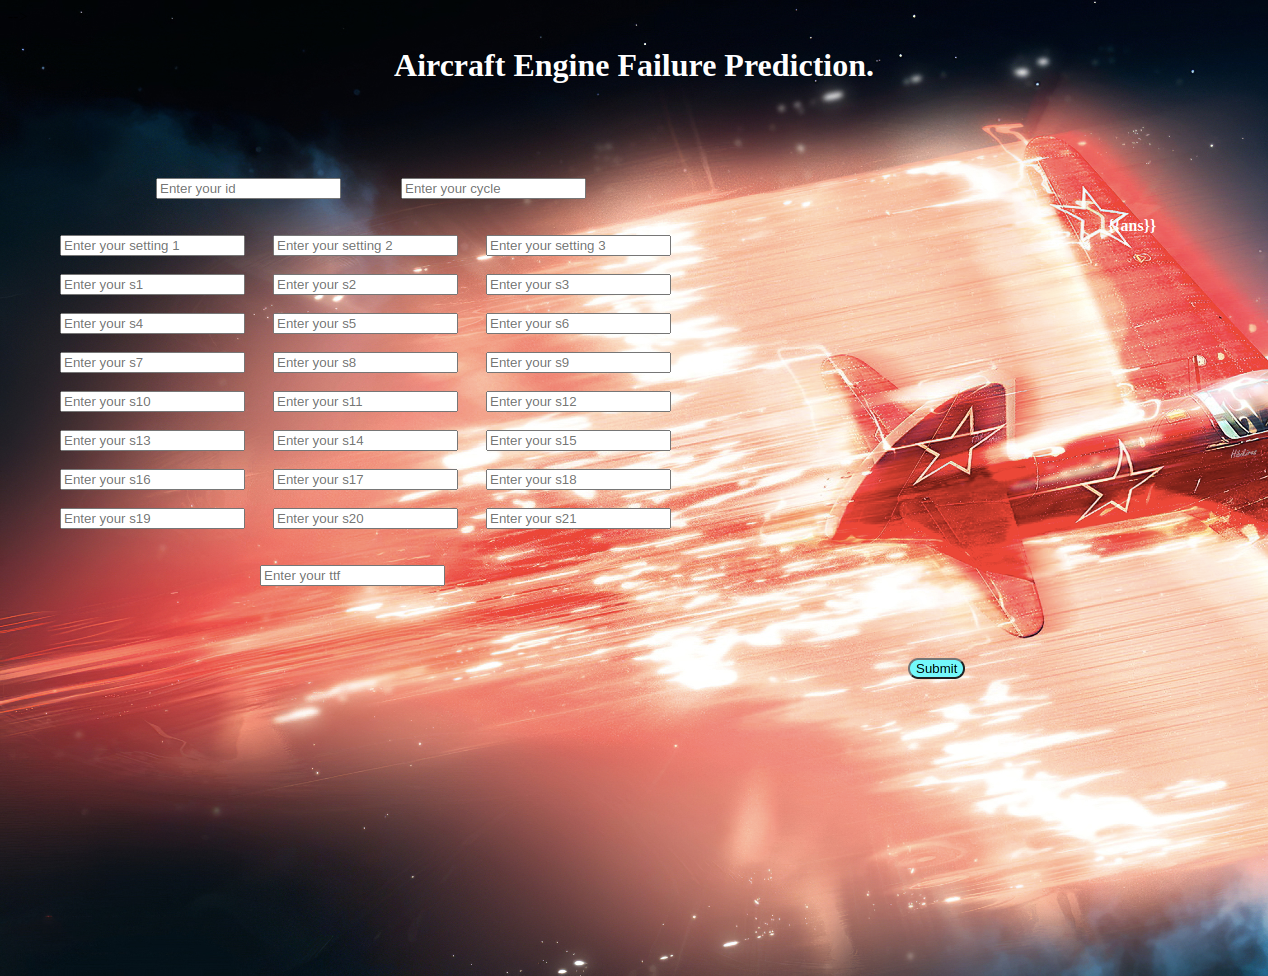 Aircraft Engine Failure Prediction.
Enter your id Enter your cycle
{{ans}}
Enter your setting 1 Enter your setting 2 Enter your setting 3
Enter your s1 Enter your s2 Enter your s3
Enter your s4 Enter your s5 Enter your s6
Enter your s7 Enter your s8 Enter your s9
Enter your s10 Enter your s11 Enter your s12
Enter your s13 Enter your s14 Enter your s15
Enter your s16 Enter your s17 Enter your s18
Enter your s19 Enter your s20 Enter your s21
Enter your ttf
Submit